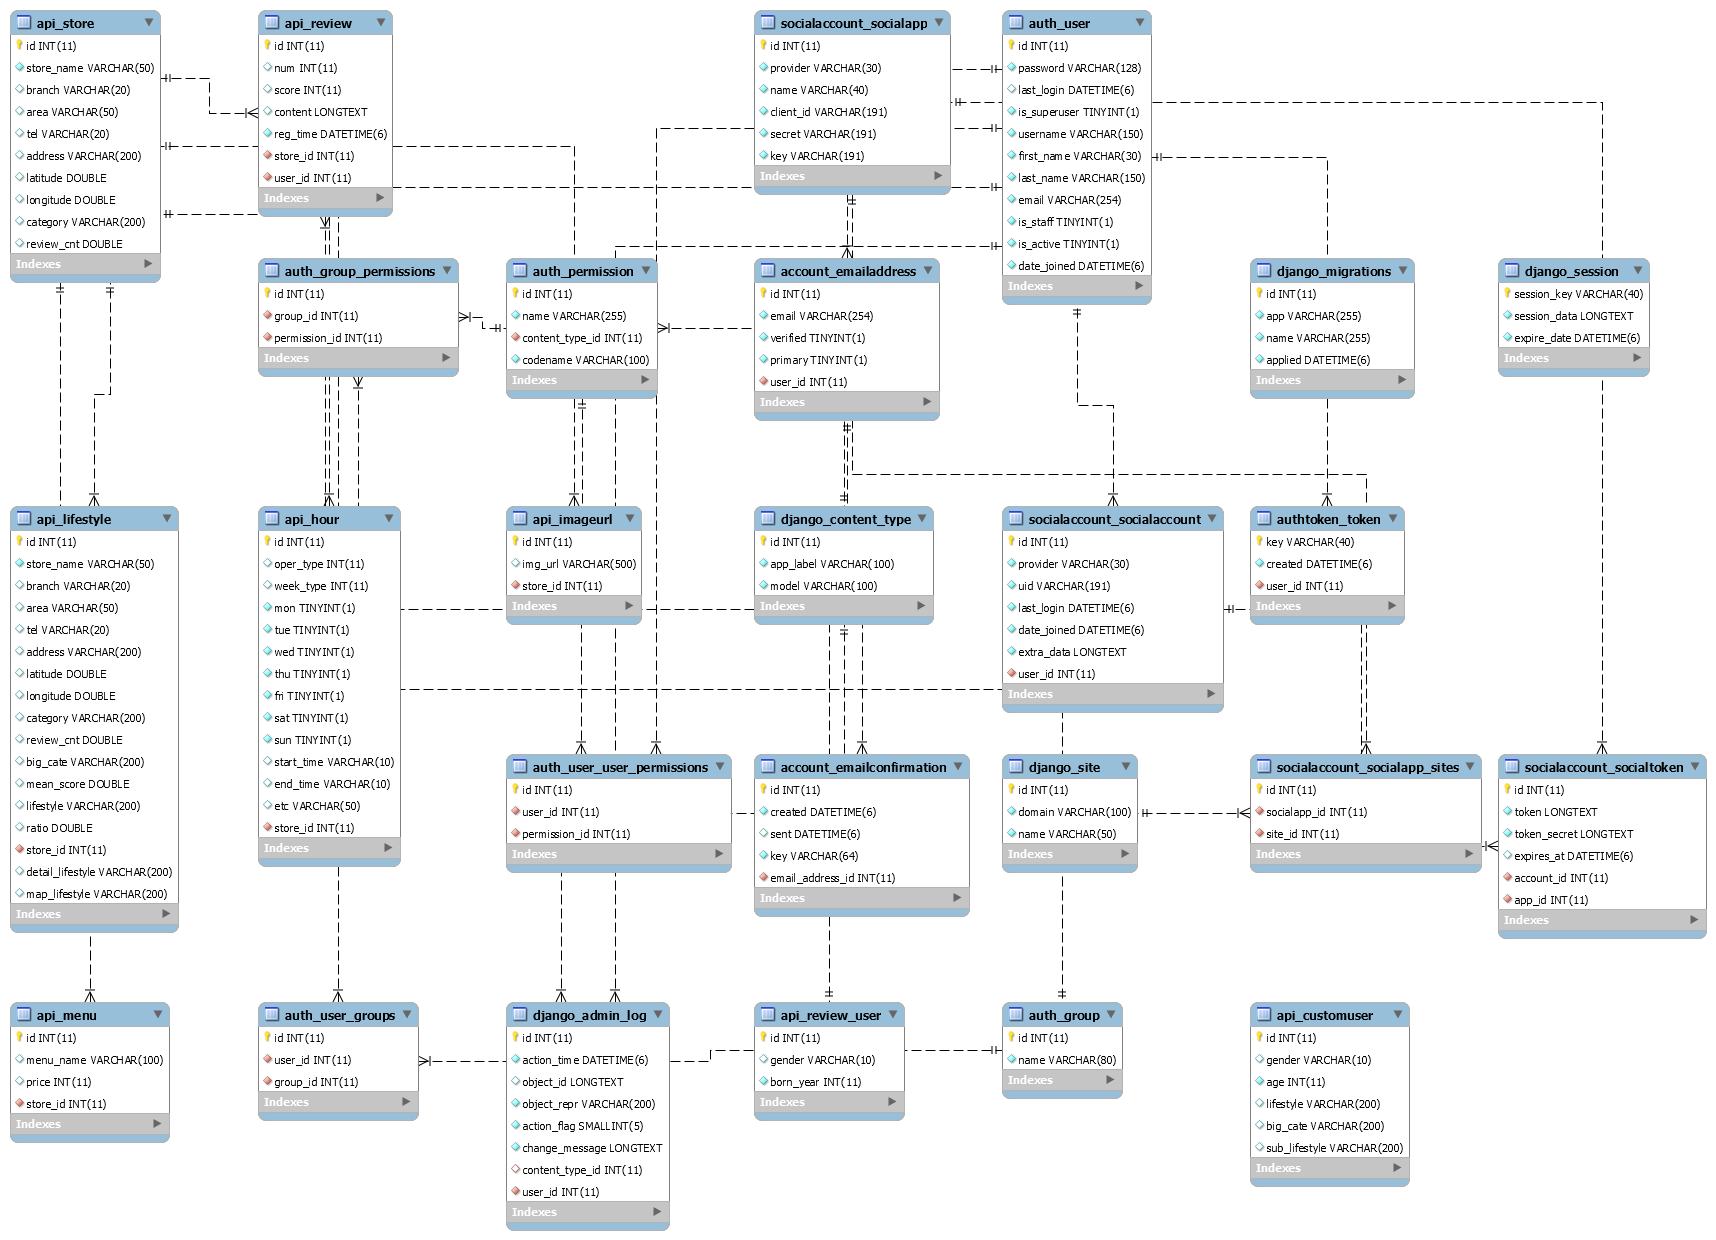 api_store
id INT(11)
store_name VARCHAR(50)
branch VARCHAR(20)
area VARCHAR(50)
tel VARCHAR(20)
address VARCHAR(200)
latitude DOUBLE
longitude DOUBLE
category VARCHAR(200)
review_cnt DOUBLE
Indexes
api_review
id INT(11)
num INT(11)
score INT(11)
content LONGTEXT
reg_time DATETIME(6)
store_id INT(11)
user_id INT(11)
Indexes
socialaccount_socialapp
id INT(11)
provider VARCHAR(30)
name VARCHAR(40)
client_id VARCHAR(191)
secret VARCHAR(191)
key VARCHAR(191)
Indexes
auth_user
id INT(11)
password VARCHAR(128)
last_login DATETIME(6)
is_superuser TINYINT(1)
username VARCHAR(150)
first_name VARCHAR(30)
last_name VARCHAR(150)
email VARCHAR(254)
is_staff TINYINT(1)
is_active TINYINT(1)
date_joined DATETIME(6)
Indexes
auth_group_permissions
id INT(11)
group_id INT(11)
permission_id INT(11)
Indexes
auth_permission
id INT(11)
name VARCHAR(255)
content_type_id INT(11)
codename VARCHAR(100)
Indexes
account_emailaddress
id INT(11)
email VARCHAR(254)
verified TINYINT(1)
primary TINYINT(1)
user_id INT(11)
Indexes
django_migrations
id INT(11)
app VARCHAR(255)
name VARCHAR(255)
applied DATETIME(6)
Indexes
django_session
session_key VARCHAR(40)
session_data LONGTEXT
expire_date DATETIME(6)
Indexes
api_lifestyle
id INT(11)
store_name VARCHAR(50)
branch VARCHAR(20)
area VARCHAR(50)
tel VARCHAR(20)
address VARCHAR(200)
latitude DOUBLE
longitude DOUBLE
category VARCHAR(200)
review_cnt DOUBLE
big_cate VARCHAR(200)
mean_score DOUBLE
lifestyle VARCHAR(200)
ratio DOUBLE
store_id INT(11)
detail_lifestyle VARCHAR(200)
map_lifestyle VARCHAR(200)
Indexes
api_hour
id INT(11)
oper_type INT(11)
week_type INT(11)
mon TINYINT(1)
tue TINYINT(1)
wed TINYINT(1)
thu TINYINT(1)
fri TINYINT(1)
sat TINYINT(1)
sun TINYINT(1)
start_time VARCHAR(10)
end_time VARCHAR(10)
etc VARCHAR(50)
store_id INT(11)
Indexes
api_imageurl
id INT(11)
img_url VARCHAR(500)
store_id INT(11)
Indexes
django_content_type
id INT(11)
app_label VARCHAR(100)
model VARCHAR(100)
Indexes
socialaccount_socialaccount
id INT(11)
provider VARCHAR(30)
uid VARCHAR(191)
last_login DATETIME(6)
date_joined DATETIME(6)
extra_data LONGTEXT
user_id INT(11)
Indexes
authtoken_token
key VARCHAR(40)
created DATETIME(6)
user_id INT(11)
Indexes
auth_user_user_permissions
id INT(11)
user_id INT(11)
permission_id INT(11)
Indexes
account_emailconfirmation
id INT(11)
created DATETIME(6)
sent DATETIME(6)
key VARCHAR(64)
email_address_id INT(11)
Indexes
django_site
id INT(11)
domain VARCHAR(100)
name VARCHAR(50)
Indexes
socialaccount_socialapp_sites
id INT(11)
socialapp_id INT(11)
site_id INT(11)
Indexes
socialaccount_socialtoken
id INT(11)
token LONGTEXT
token_secret LONGTEXT
expires_at DATETIME(6)
account_id INT(11)
app_id INT(11)
Indexes
api_menu
id INT(11)
menu_name VARCHAR(100)
price INT(11)
store_id INT(11)
Indexes
auth_user_groups
id INT(11)
user_id INT(11)
group_id INT(11)
Indexes
django_admin_log
id INT(11)
action_time DATETIME(6)
object_id LONGTEXT
object_repr VARCHAR(200)
action_flag SMALLINT(5)
change_message LONGTEXT
content_type_id INT(11)
user_id INT(11)
Indexes
api_review_user
id INT(11)
gender VARCHAR(10)
born_year INT(11)
Indexes
auth_group
id INT(11)
name VARCHAR(80)
Indexes
api_customuser
id INT(11)
gender VARCHAR(10)
age INT(11)
lifestyle VARCHAR(200)
big_cate VARCHAR(200)
sub_lifestyle VARCHAR(200)
Indexes